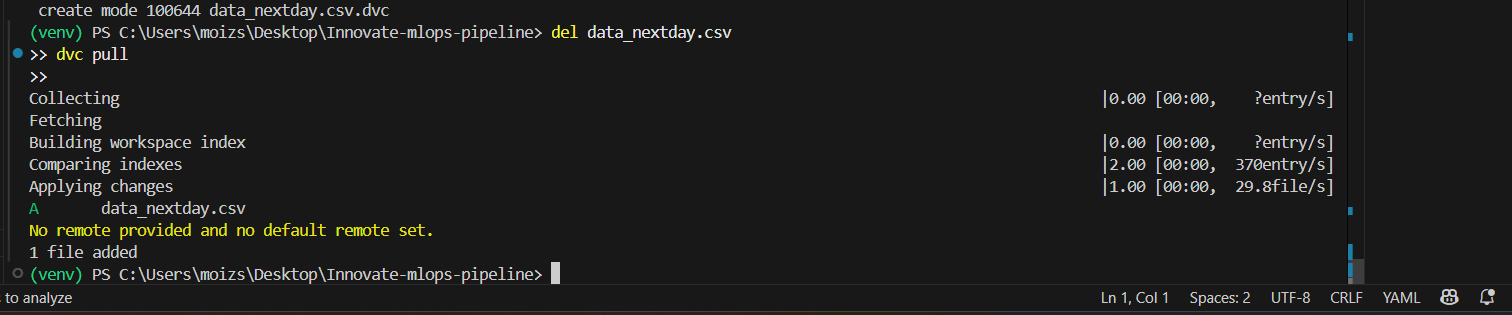 create mode 100644 data_nextday.csv.dvc
(venv) PS C:\Users\moizs\Desktop\Innovate-mlops-pipeline> del data_nextday.csv
>> dvc pull
>>
Collecting |0.00 [00:00, ?entry/s]
Fetching
Building workspace index |0.00 [00:00, ?entry/s]
Comparing indexes |2.00 [00:00, 370entry/s]
Applying changes |1.00 [00:00, 29.8file/s]
A data_nextday.csv
No remote provided and no default remote set.
1 file added
(venv) PS C:\Users\moizs\Desktop\Innovate-mlops-pipeline>
to analyze Ln 1, Col 1 Spaces: 2 UTF-8 CRLF YAML